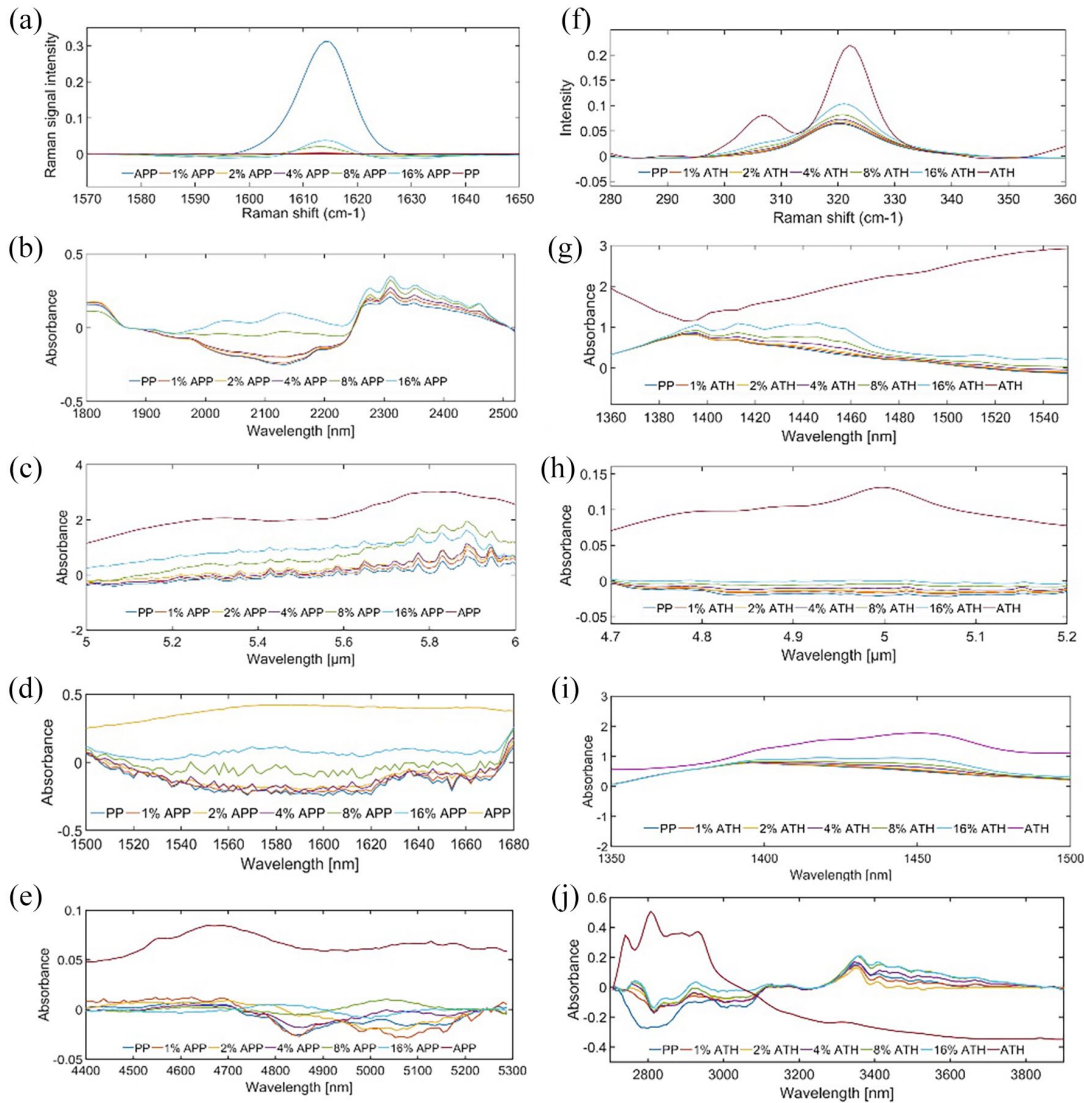 (a)
Raman signal intensity
0.3
0.2
0.1
0
APP 1% APP 2% APP 4% APP 8% APP 16% APP PP
1570 1580 1590 1600 1610 1620 1630 1640 1650
Raman shift (cm-1)
(b)
Absorbance
0.5
0
-0.5
PP 1% APP 2% APP 4% APP 8% APP 16% APP
1800 1900 2000 2100 2200 2300 2400 2500
Wavelength [nm]
(c)
Absorbance
4
2
0
-2
PP 1% APP 2% APP 4% APP 8% APP 16% APP APP
5 5.2 5.4 5.6 5.8 6
Wavelength [µm]
(d)
Absorbance
0.5
0
-0.5
PP 1% APP 2% APP 4% APP 8% APP 16% APP APP
1500 1520 1540 1560 1580 1600 1620 1640 1660 1680
Wavelength [nm]
(e)
Absorbance
0.1
0.05
0
-0.05
PP 1% APP 2% APP 4% APP 8% APP 16% APP APP
4400 4500 4600 4700 4800 4900 5000 5100 5200 5300
Wavelength [nm]
(f)
Intensity
0.2
0.15
0.1
0.05
0
-0.05
PP 1% ATH 2% ATH 4% ATH 8% ATH 16% ATH ATH
280 290 300 310 320 330 340 350 360
Raman shift (cm-1)
(g)
Absorbance
3
2
1
0
PP 1% ATH 2% ATH 4% ATH 8% ATH 16% ATH ATH
1360 1380 1400 1420 1440 1460 1480 1500 1520 1540
Wavelength [nm]
(h)
Absorbance
0.15
0.1
0.05
0
-0.05
PP 1% ATH 2% ATH 4% ATH 8% ATH 16% ATH ATH
4.7 4.8 4.9 5 5.1 5.2
Wavelength [µm]
(i)
Absorbance
3
2
1
0
-1
-2
PP 1% ATH 2% ATH 4% ATH 8% ATH 16% ATH ATH
1350 1400 1450 1500
Wavelength [nm]
(j)
Absorbance
0.6
0.4
0.2
0
-0.2
-0.4
PP 1% ATH 2% ATH 4% ATH 8% ATH 16% ATH ATH
2800 3000 3200 3400 3600 3800
Wavelength [nm]